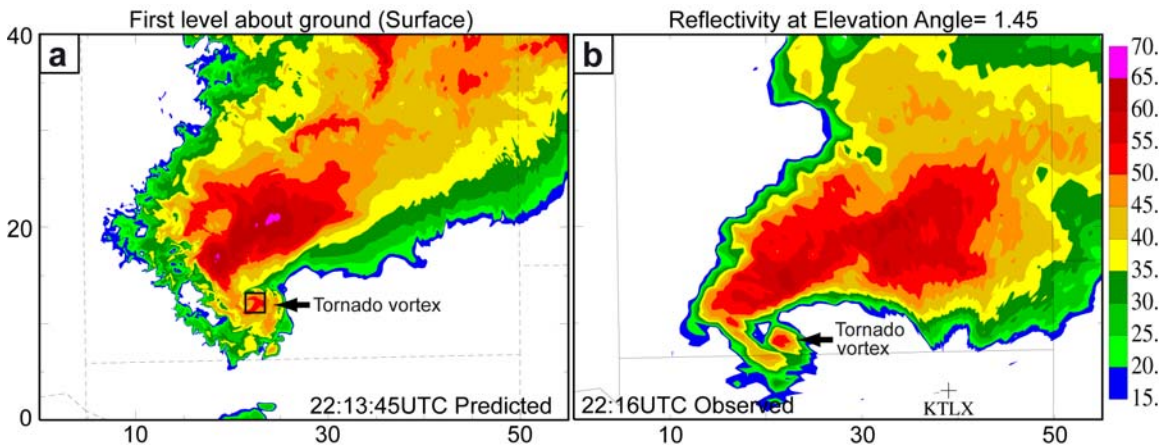 First level about ground (Surface)
Reflectivity at Elevation Angle= 1.45
a
b
40
20
0
10
30
50
10
30
50
Tornado vortex
Tornado
vortex
22:13:45UTC Predicted
22:16UTC Observed
KTLX
70.
65.
60.
55.
50.
45.
40.
35.
30.
25.
20.
15.